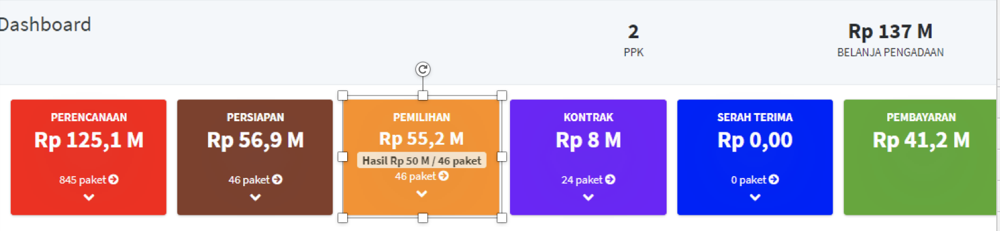 Dashboard
2
PPK
Rp 137 M
BELANJA PENGADAAN
PERENCANAAN
Rp 125,1 M
845 paket
PERSIAPAN
Rp 56,9 M
46 paket
PEMILIHAN
Rp 55,2 M
Hasil Rp 50 M / 46 paket
46 paket
KONTRAK
Rp 8 M
24 paket
SERAH TERIMA
Rp 0,00
0 paket
PEMBAYARAN
Rp 41,2 M